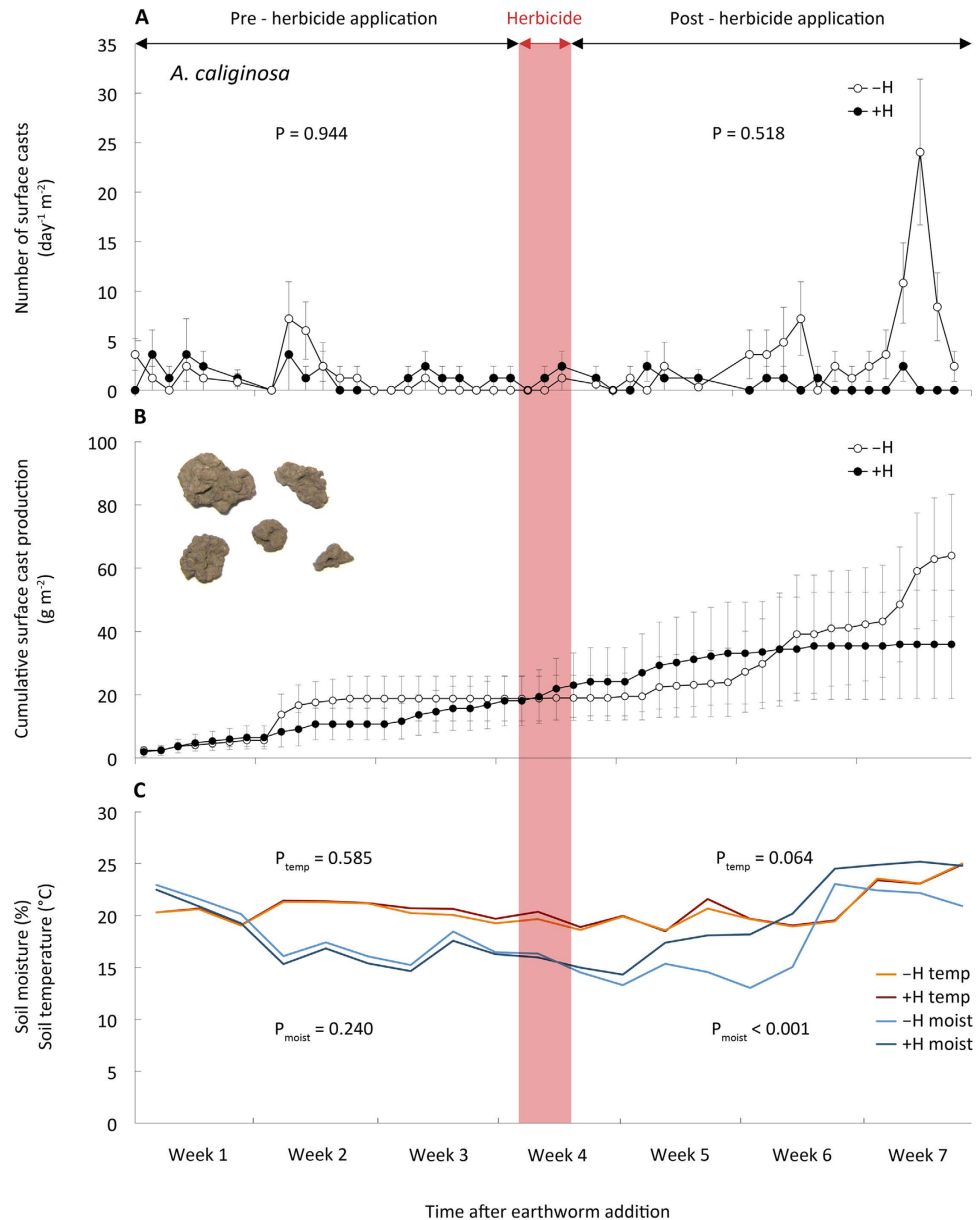 A
Pre - herbicide application
Herbicide
Post - herbicide application
35
30
25
20
15
10
5
0
Number of surface casts
(day⁻¹ m⁻²)
A. caliginosa
P = 0.944
P = 0.518
–H
+H
B
100
80
60
40
20
0
Cumulative surface cast production
(g m⁻²)
–H
+H
C
30
25
20
15
10
5
0
Soil moisture (%)
Soil temperature (°C)
Ptemp = 0.585
Ptemp = 0.064
Pmoist = 0.240
Pmoist < 0.001
–H temp
+H temp
–H moist
+H moist
Week 1 Week 2 Week 3 Week 4 Week 5 Week 6 Week 7
Time after earthworm addition